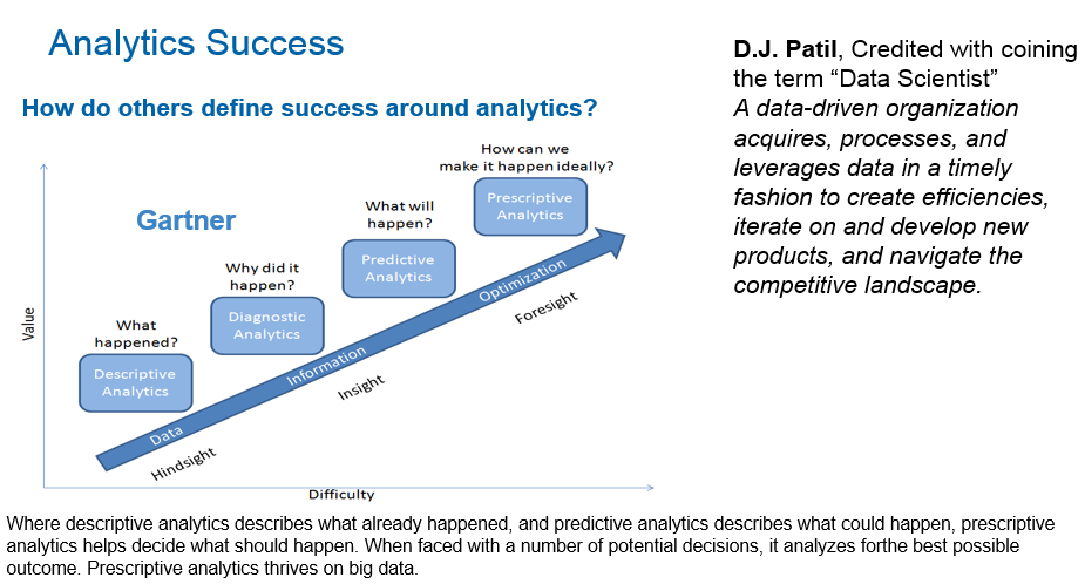 Analytics Success
How do others define success around analytics?
D.J. Patil, Credited with coining
the term “Data Scientist”
A data-driven organization
acquires, processes, and
leverages data in a timely
fashion to create efficiencies,
iterate on and develop new
products, and navigate the
competitive landscape.
Gartner
Value
What
happened?
Descriptive
Analytics
Why did it
happen?
Diagnostic
Analytics
What will
happen?
Predictive
Analytics
How can we
make it happen ideally?
Prescriptive
Analytics
Data
Information
Optimization
Hindsight
Insight
Foresight
Difficulty
Where descriptive analytics describes what already happened, and predictive analytics describes what could happen, prescriptive
analytics helps decide what should happen. When faced with a number of potential decisions, it analyzes forthe best possible
outcome. Prescriptive analytics thrives on big data.